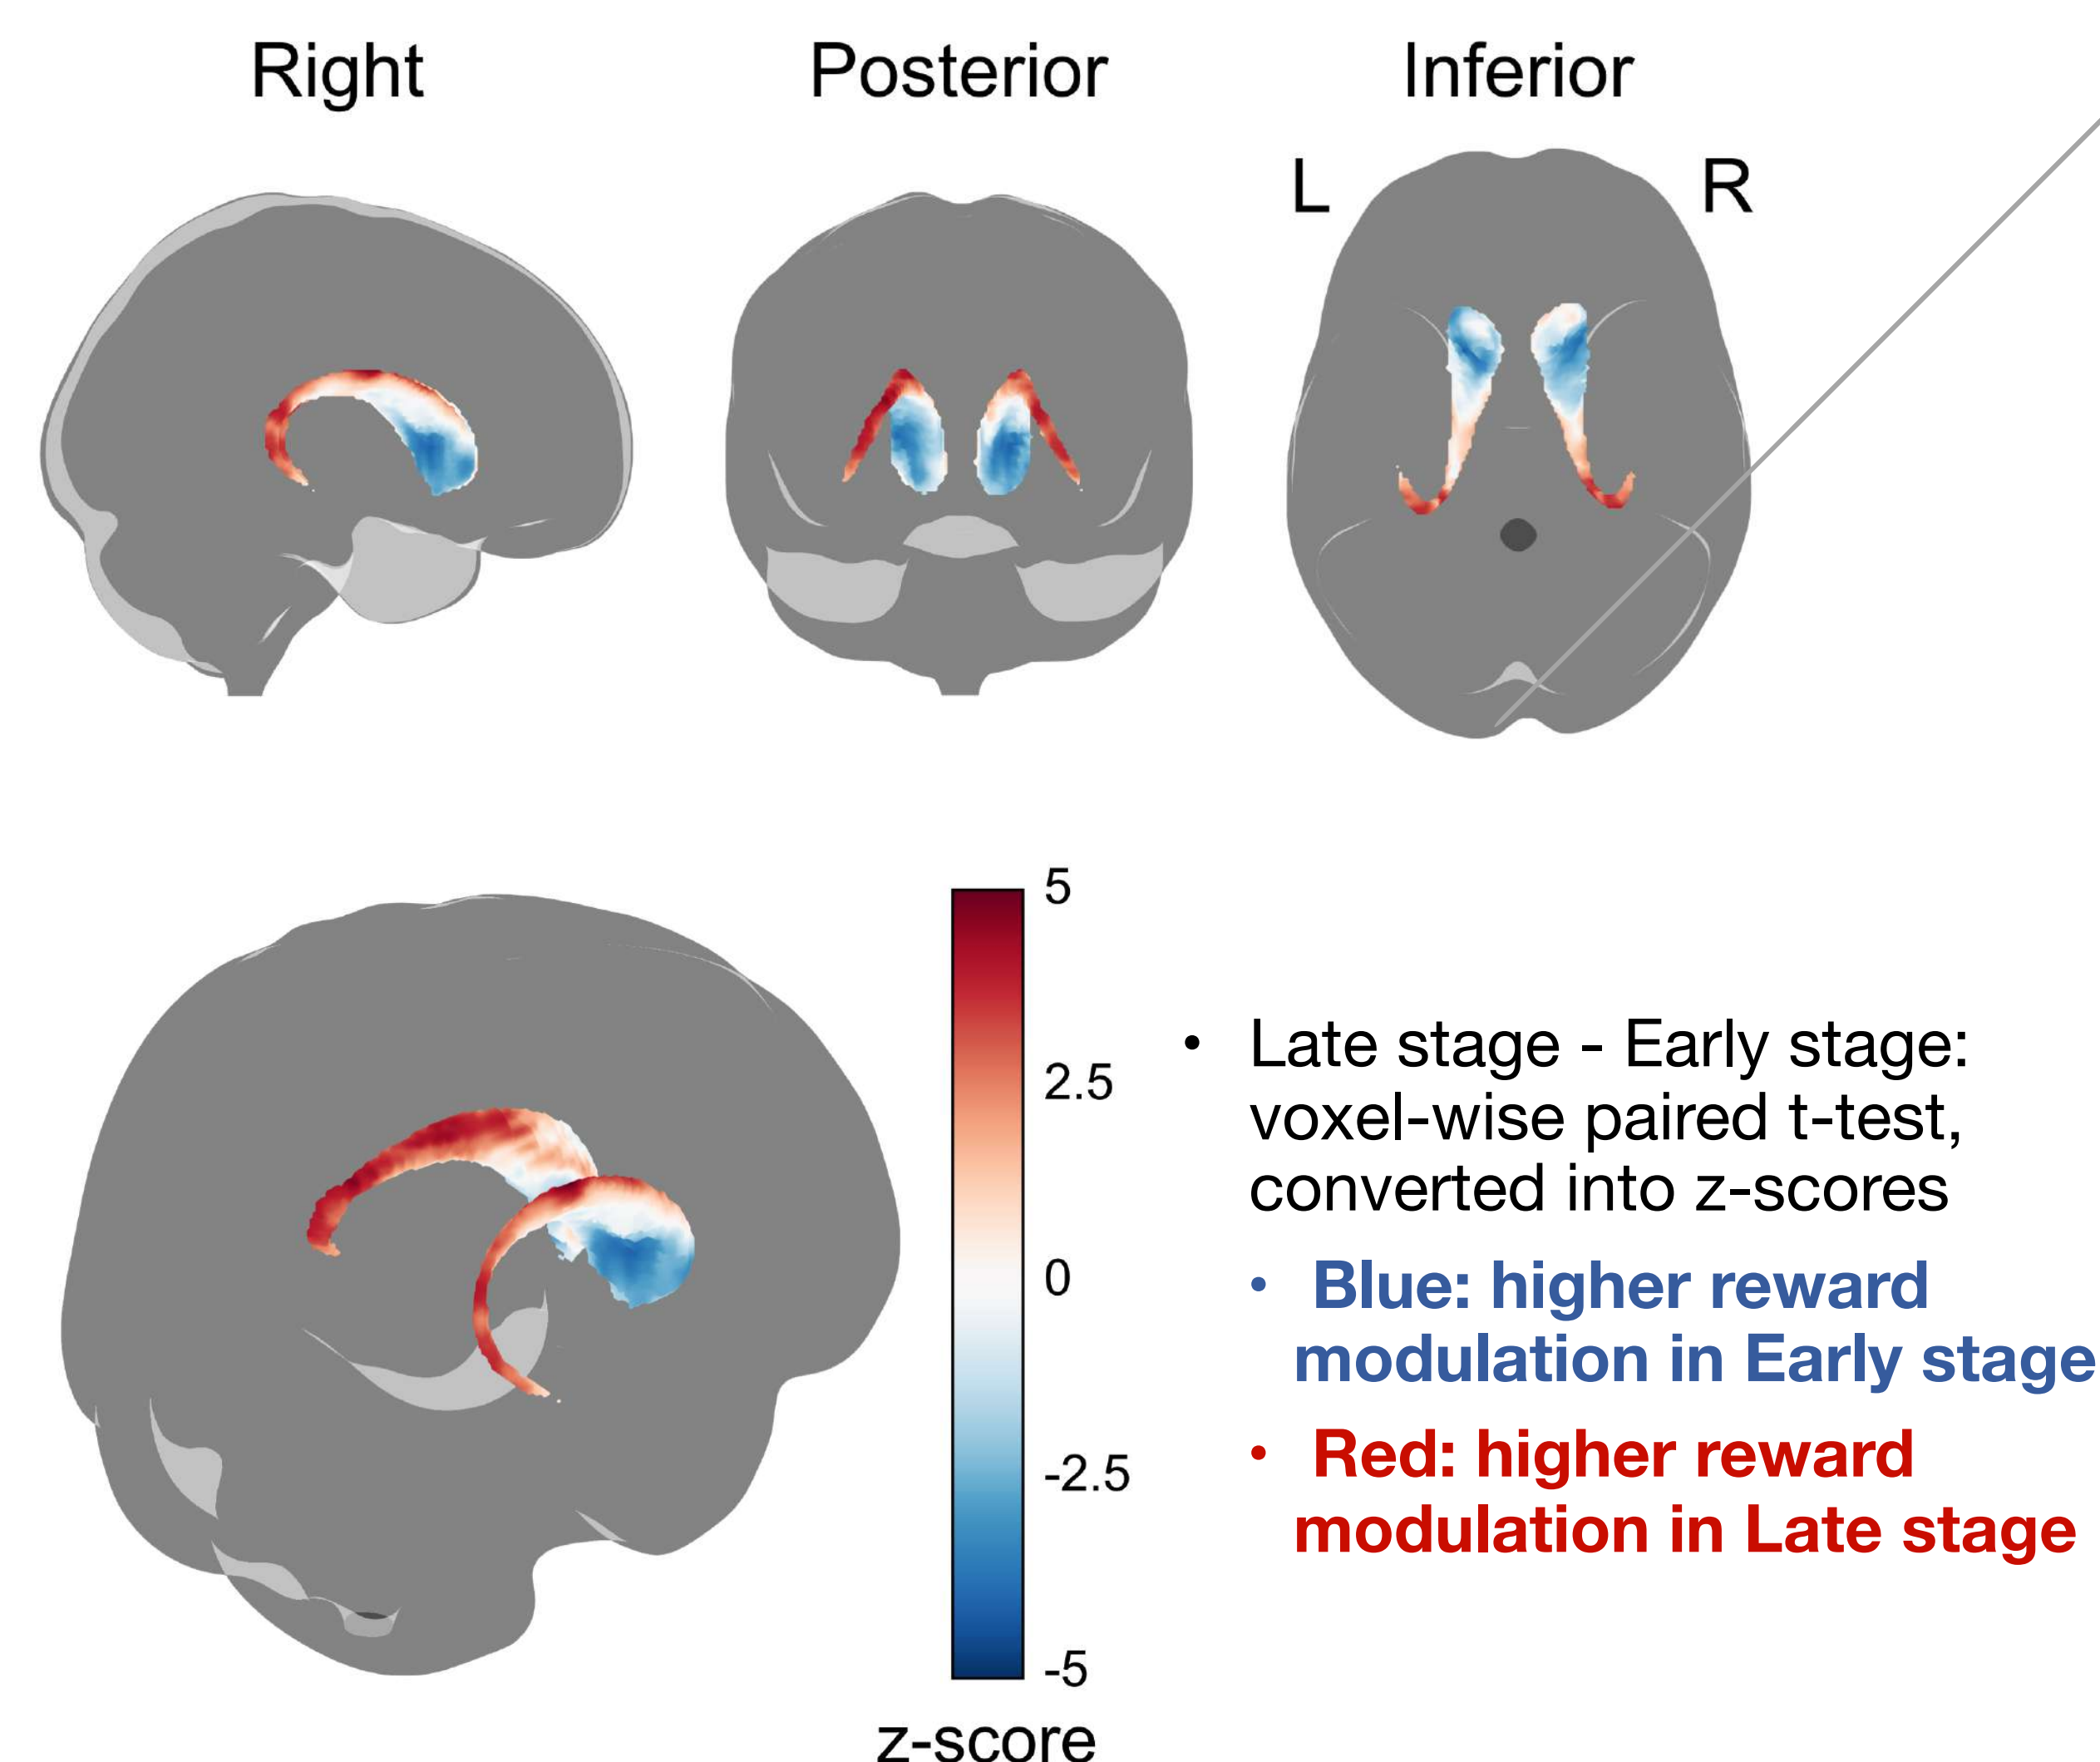 Right
Posterior
Inferior
L
R
5
2.5
0
-2.5
-5
z-score
• Late stage - Early stage:
voxel-wise paired t-test,
converted into z-scores
• Blue: higher reward
modulation in Early stage
• Red: higher reward
modulation in Late stage